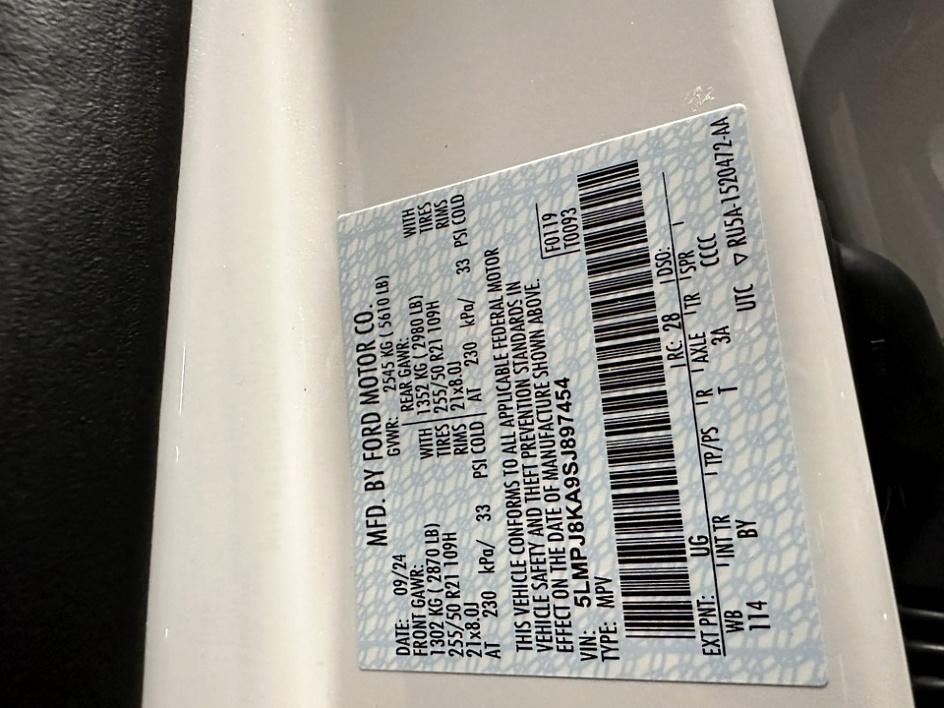 MFD. BY FORD MOTOR CO.
DATE: 09/24 GVWR: 2545 KG ( 5610 LB)
FRONT GAWR: REAR GAWR:
1302 KG ( 2870 LB) WITH 1352 KG ( 2980 LB) WITH
255/50 R21 109H TIRES 255/50 R21 109H TIRES
21x8.0J RIMS 21x8.0J RIMS
AT 230 kPa/ 33 PSI COLD AT 230 kPa/ 33 PSI COLD
THIS VEHICLE CONFORMS TO ALL APPLICABLE FEDERAL MOTOR
VEHICLE SAFETY AND THEFT PREVENTION STANDARDS IN
EFFECT ON THE DATE OF MANUFACTURE SHOWN ABOVE.
VIN: 5LMPJ8KA9SJ897454 F0119
TYPE: MPV T0093
EXT PNT: UG RC: 28 DSO:
WB INT TR TP/PS R AXLE TR SPR
114 BY T 3A CCCC
UTC ▽ RU5A-1520472-AA